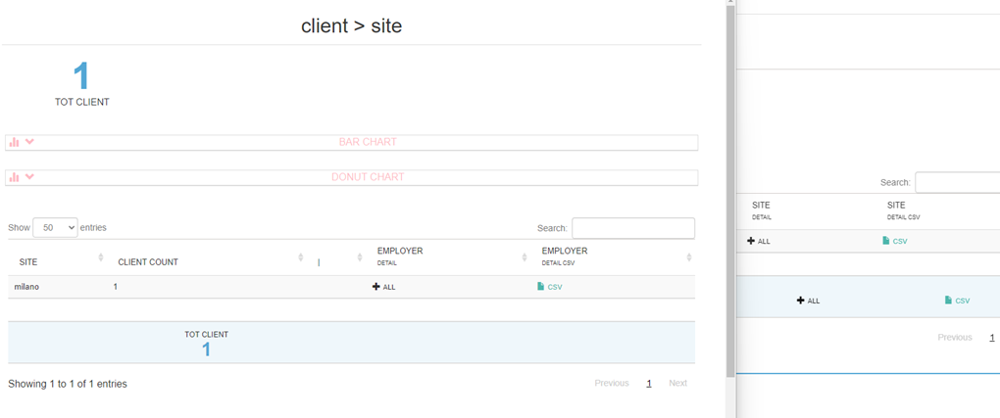 client > site
1
TOT CLIENT
BAR CHART
DONUT CHART
Show 50 entries
Search:
SITE
CLIENT COUNT
|
EMPLOYER
DETAIL
EMPLOYER
DETAIL CSV
milano
1
ALL
CSV
TOT CLIENT
1
Showing 1 to 1 of 1 entries
Previous
1
Next
Search:
SITE
DETAIL
SITE
DETAIL CSV
ALL
CSV
ALL
CSV
Previous
1